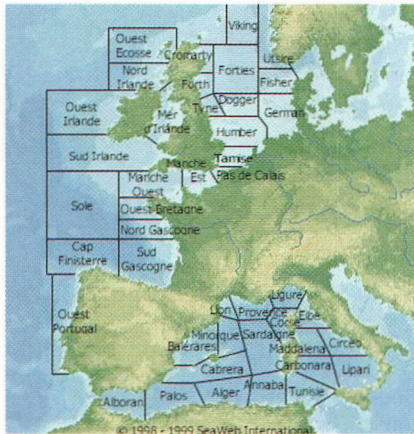 Viking
Ouest
Ecosse
Cromarty
Utsire
Nord
Irlande
Forth
Forties
Fisher
Ouest
Irlande
Mer
d'Irlande
Tyne
Dogger
German
Humber
Sud Irlande
Manche
Est
Tamise
Pas de Calais
Manche
Ouest
Sole
Ouest-Bretagne
Nord Gascogne
Cap
Finisterre
Sud
Gascogne
Ouest
Portugal
Lion
Provence
Ligure
Corse
Elbe
Minorque
Sardaigne
Maddalena
Circeo
Baléares
Cabrera
Carbonara
Lipari
Annaba
Alboran
Palos
Alger
Tunisie
© 1998 - 1999 SeaWeb International